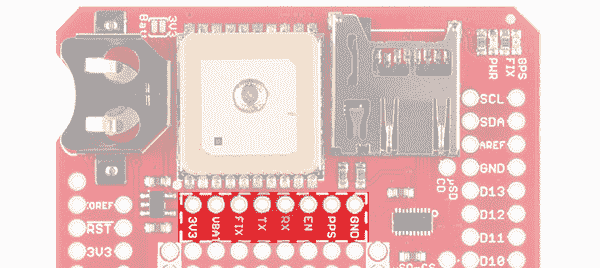 3V3
Bat
GPS
FIX
PWR
SCL
SDA
AREF
GND
D13
D12
D11
D10
µSD
CD
IOREF
RST
3V3
3V3
VBAT
FIX
TX
RX
EN
PPS
GND